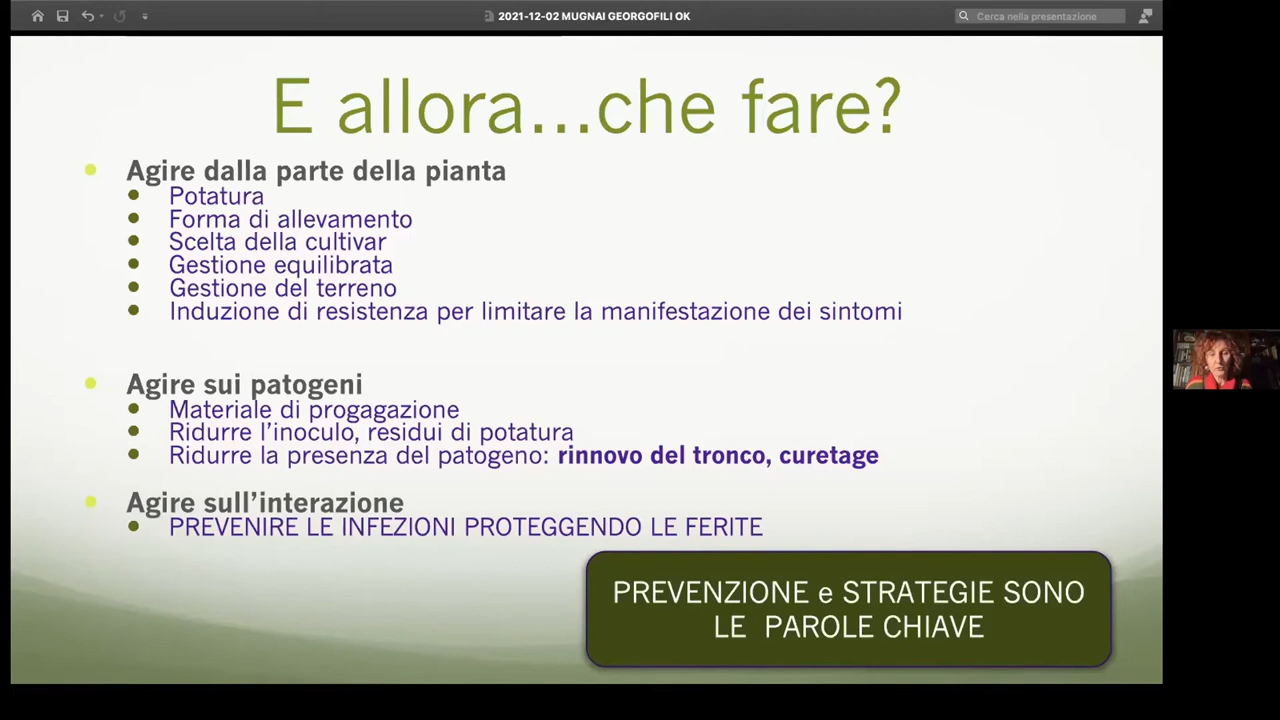 2021-12-02 MUGNAI GEORGOFILI OK
Cerca nella presentazione
E allora...che fare?
Agire dalla parte della pianta
Potatura
Forma di allevamento
Scelta della cultivar
Gestione equilibrata
Gestione del terreno
Induzione di resistenza per limitare la manifestazione dei sintomi
Agire sui patogeni
Materiale di progagazione
Ridurre l'inoculo, residui di potatura
Ridurre la presenza del patogeno: rinnovo del tronco, curetage
Agire sull'interazione
PREVENIRE LE INFEZIONI PROTEGGENDO LE FERITE
PREVENZIONE e STRATEGIE SONO
LE PAROLE CHIAVE